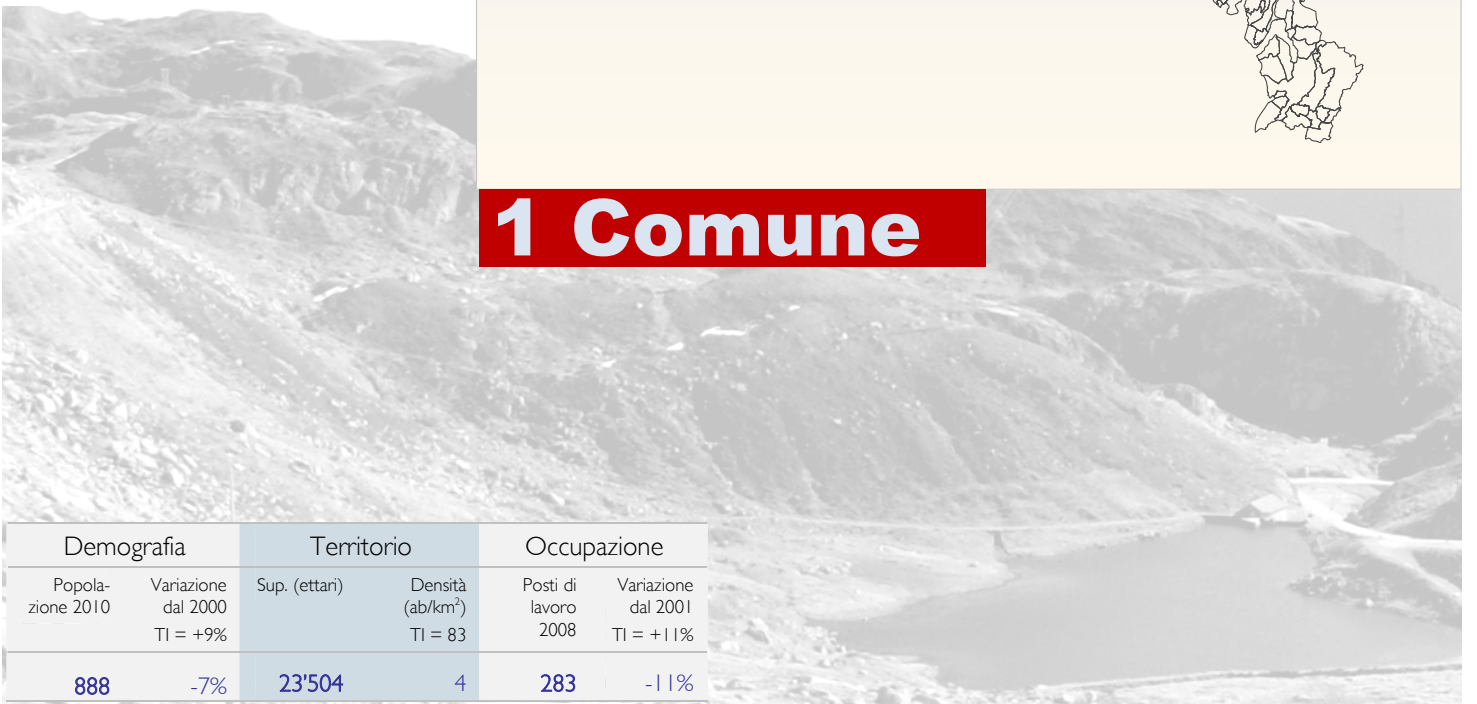 1 Comune
Demografia Territorio Occupazione
Popola- Variazione Sup. (ettari) Densità Posti di Variazione
zione 2010 dal 2000 (ab/km²) lavoro dal 2001
TI = +9% TI = 83 2008 TI = +11%
888 -7% 23'504 4 283 -11%